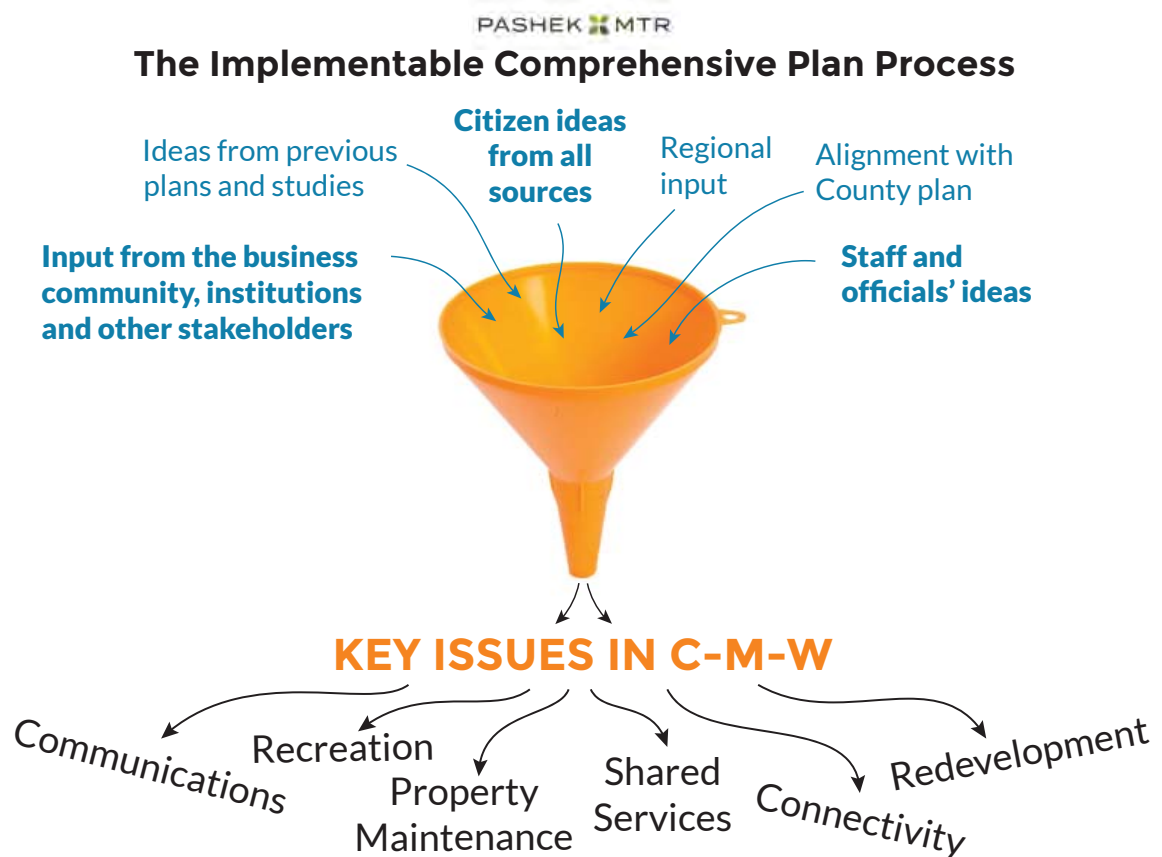 PASHEK MTR
The Implementable Comprehensive Plan Process
Ideas from previous
plans and studies
Citizen ideas
from all
sources
Regional
input
Alignment with
County plan
Input from the business
community, institutions
and other stakeholders
Staff and
officials’ ideas
KEY ISSUES IN C-M-W
Communications
Recreation
Property
Maintenance
Shared
Services
Connectivity
Redevelopment